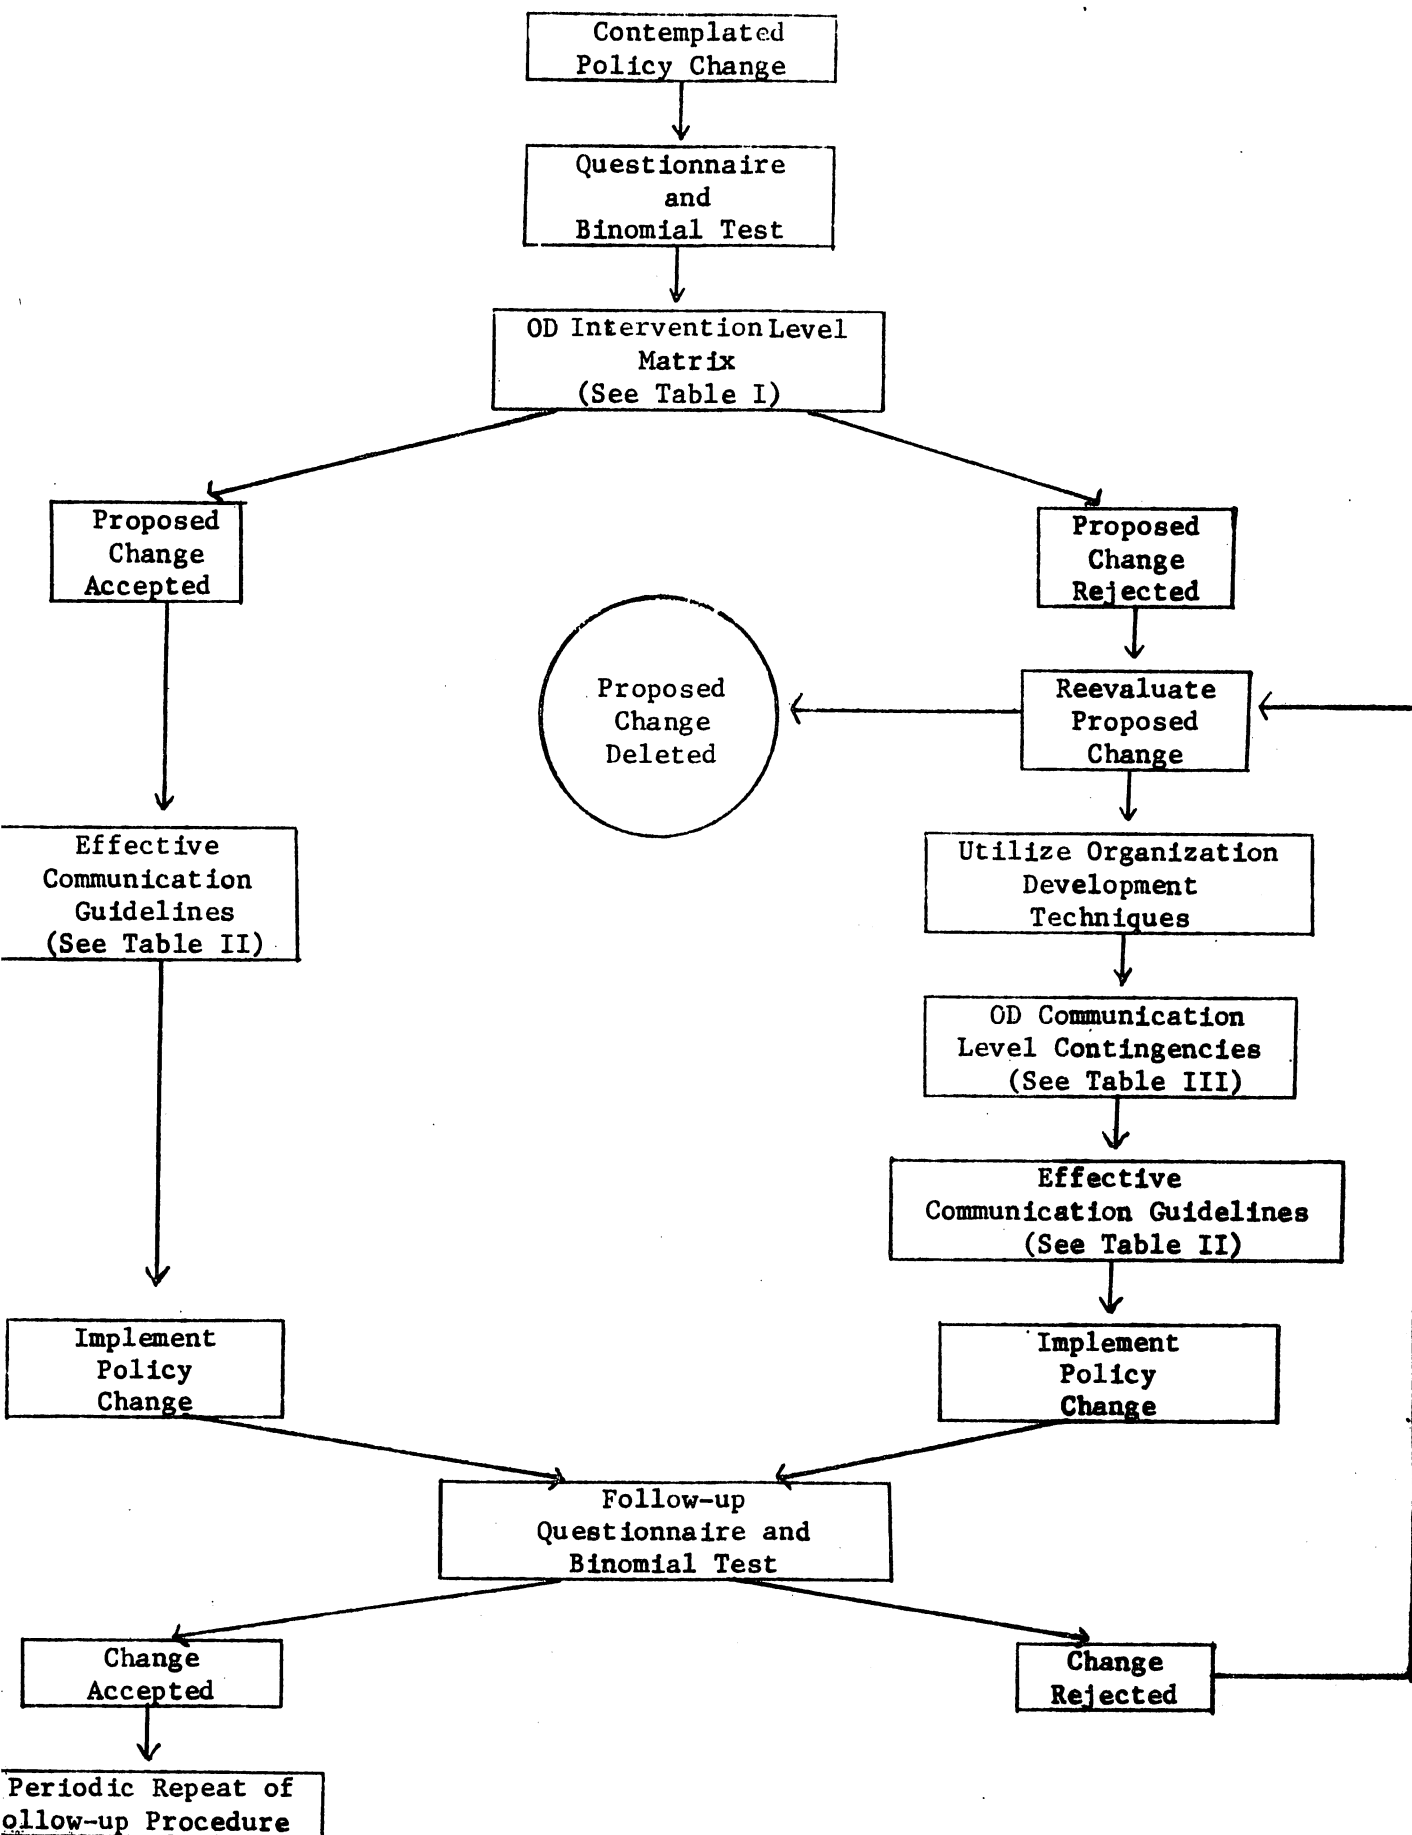 Contemplated
Policy Change
Questionnaire
and
Binomial Test
OD Intervention Level
Matrix
(See Table I)
Proposed
Change
Accepted
Proposed
Change
Rejected
Proposed
Change
Deleted
Reevaluate
Proposed
Change
Effective
Communication
Guidelines
(See Table II)
Utilize Organization
Development
Techniques
OD Communication
Level Contingencies
(See Table III)
Effective
Communication Guidelines
(See Table II)
Implement
Policy
Change
Implement
Policy
Change
Follow-up
Questionnaire and
Binomial Test
Change
Accepted
Change
Rejected
Periodic Repeat of
ollow-up Procedure